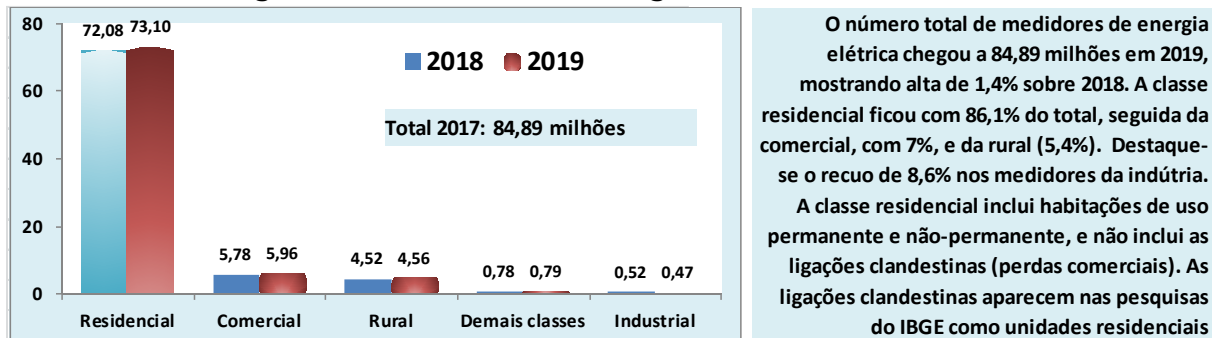 80
72,08 73,10
2018 2019
60
Total 2017: 84,89 milhões
40
20
5,78 5,96
4,52 4,56
0,78 0,79
0,52 0,47
0
Residencial Comercial Rural Demais classes Industrial
O número total de medidores de energia
elétrica chegou a 84,89 milhões em 2019,
mostrando alta de 1,4% sobre 2018. A classe
residencial ficou com 86,1% do total, seguida da
comercial, com 7%, e da rural (5,4%). Destaque-
se o recuo de 8,6% nos medidores da indútria.
A classe residencial inclui habitações de uso
permanente e não-permanente, e não inclui as
ligações clandestinas (perdas comerciais). As
ligações clandestinas aparecem nas pesquisas
do IBGE como unidades residenciais